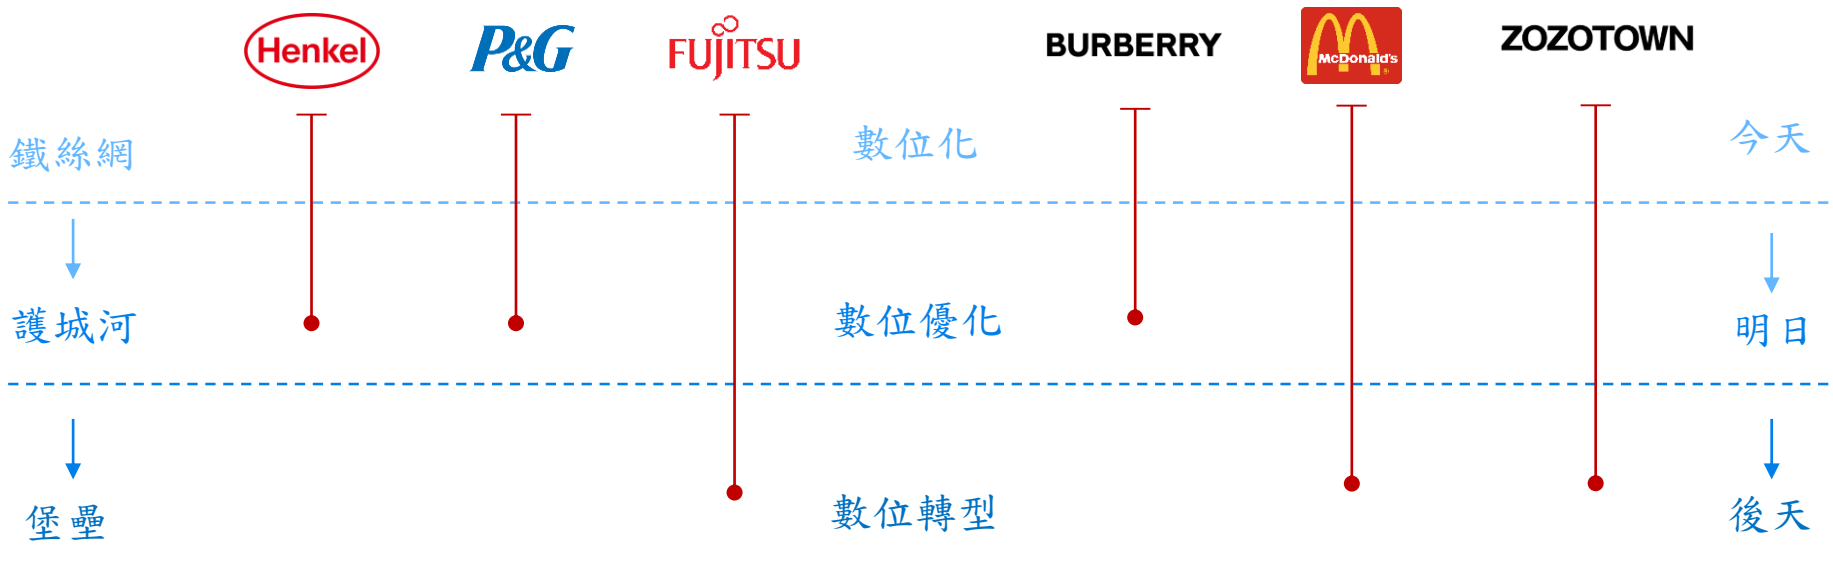 Henkel
P&G
FUJITSU
BURBERRY
McDonald's
ZOZOTOWN
鐵絲網
數位化
今天
護城河
數位優化
明日
堡壘
數位轉型
後天